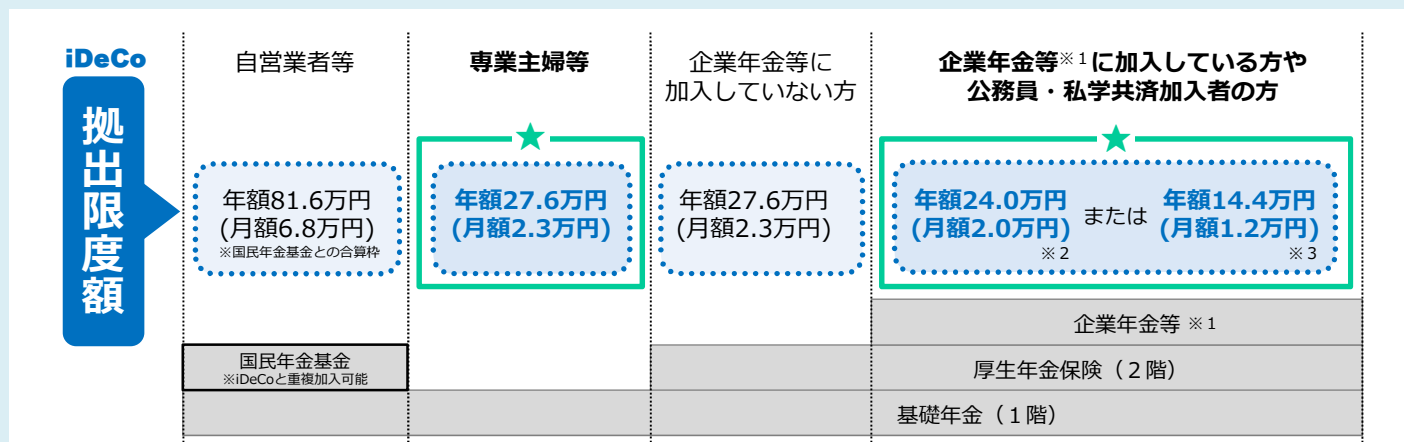 iDeCo
拠出限度額
自営業者等
専業主婦等
企業年金等に
加入していない方
企業年金等※1に加入している方や
公務員・私学共済加入者の方
年額81.6万円
(月額6.8万円)
※国民年金基金との合算枠
年額27.6万円
(月額2.3万円)
年額27.6万円
(月額2.3万円)
年額24.0万円
(月額2.0万円)
※2
または
年額14.4万円
(月額1.2万円)
※3
企業年金等 ※1
国民年金基金
※iDeCoと重複加入可能
厚生年金保険（２階）
基礎年金（１階）